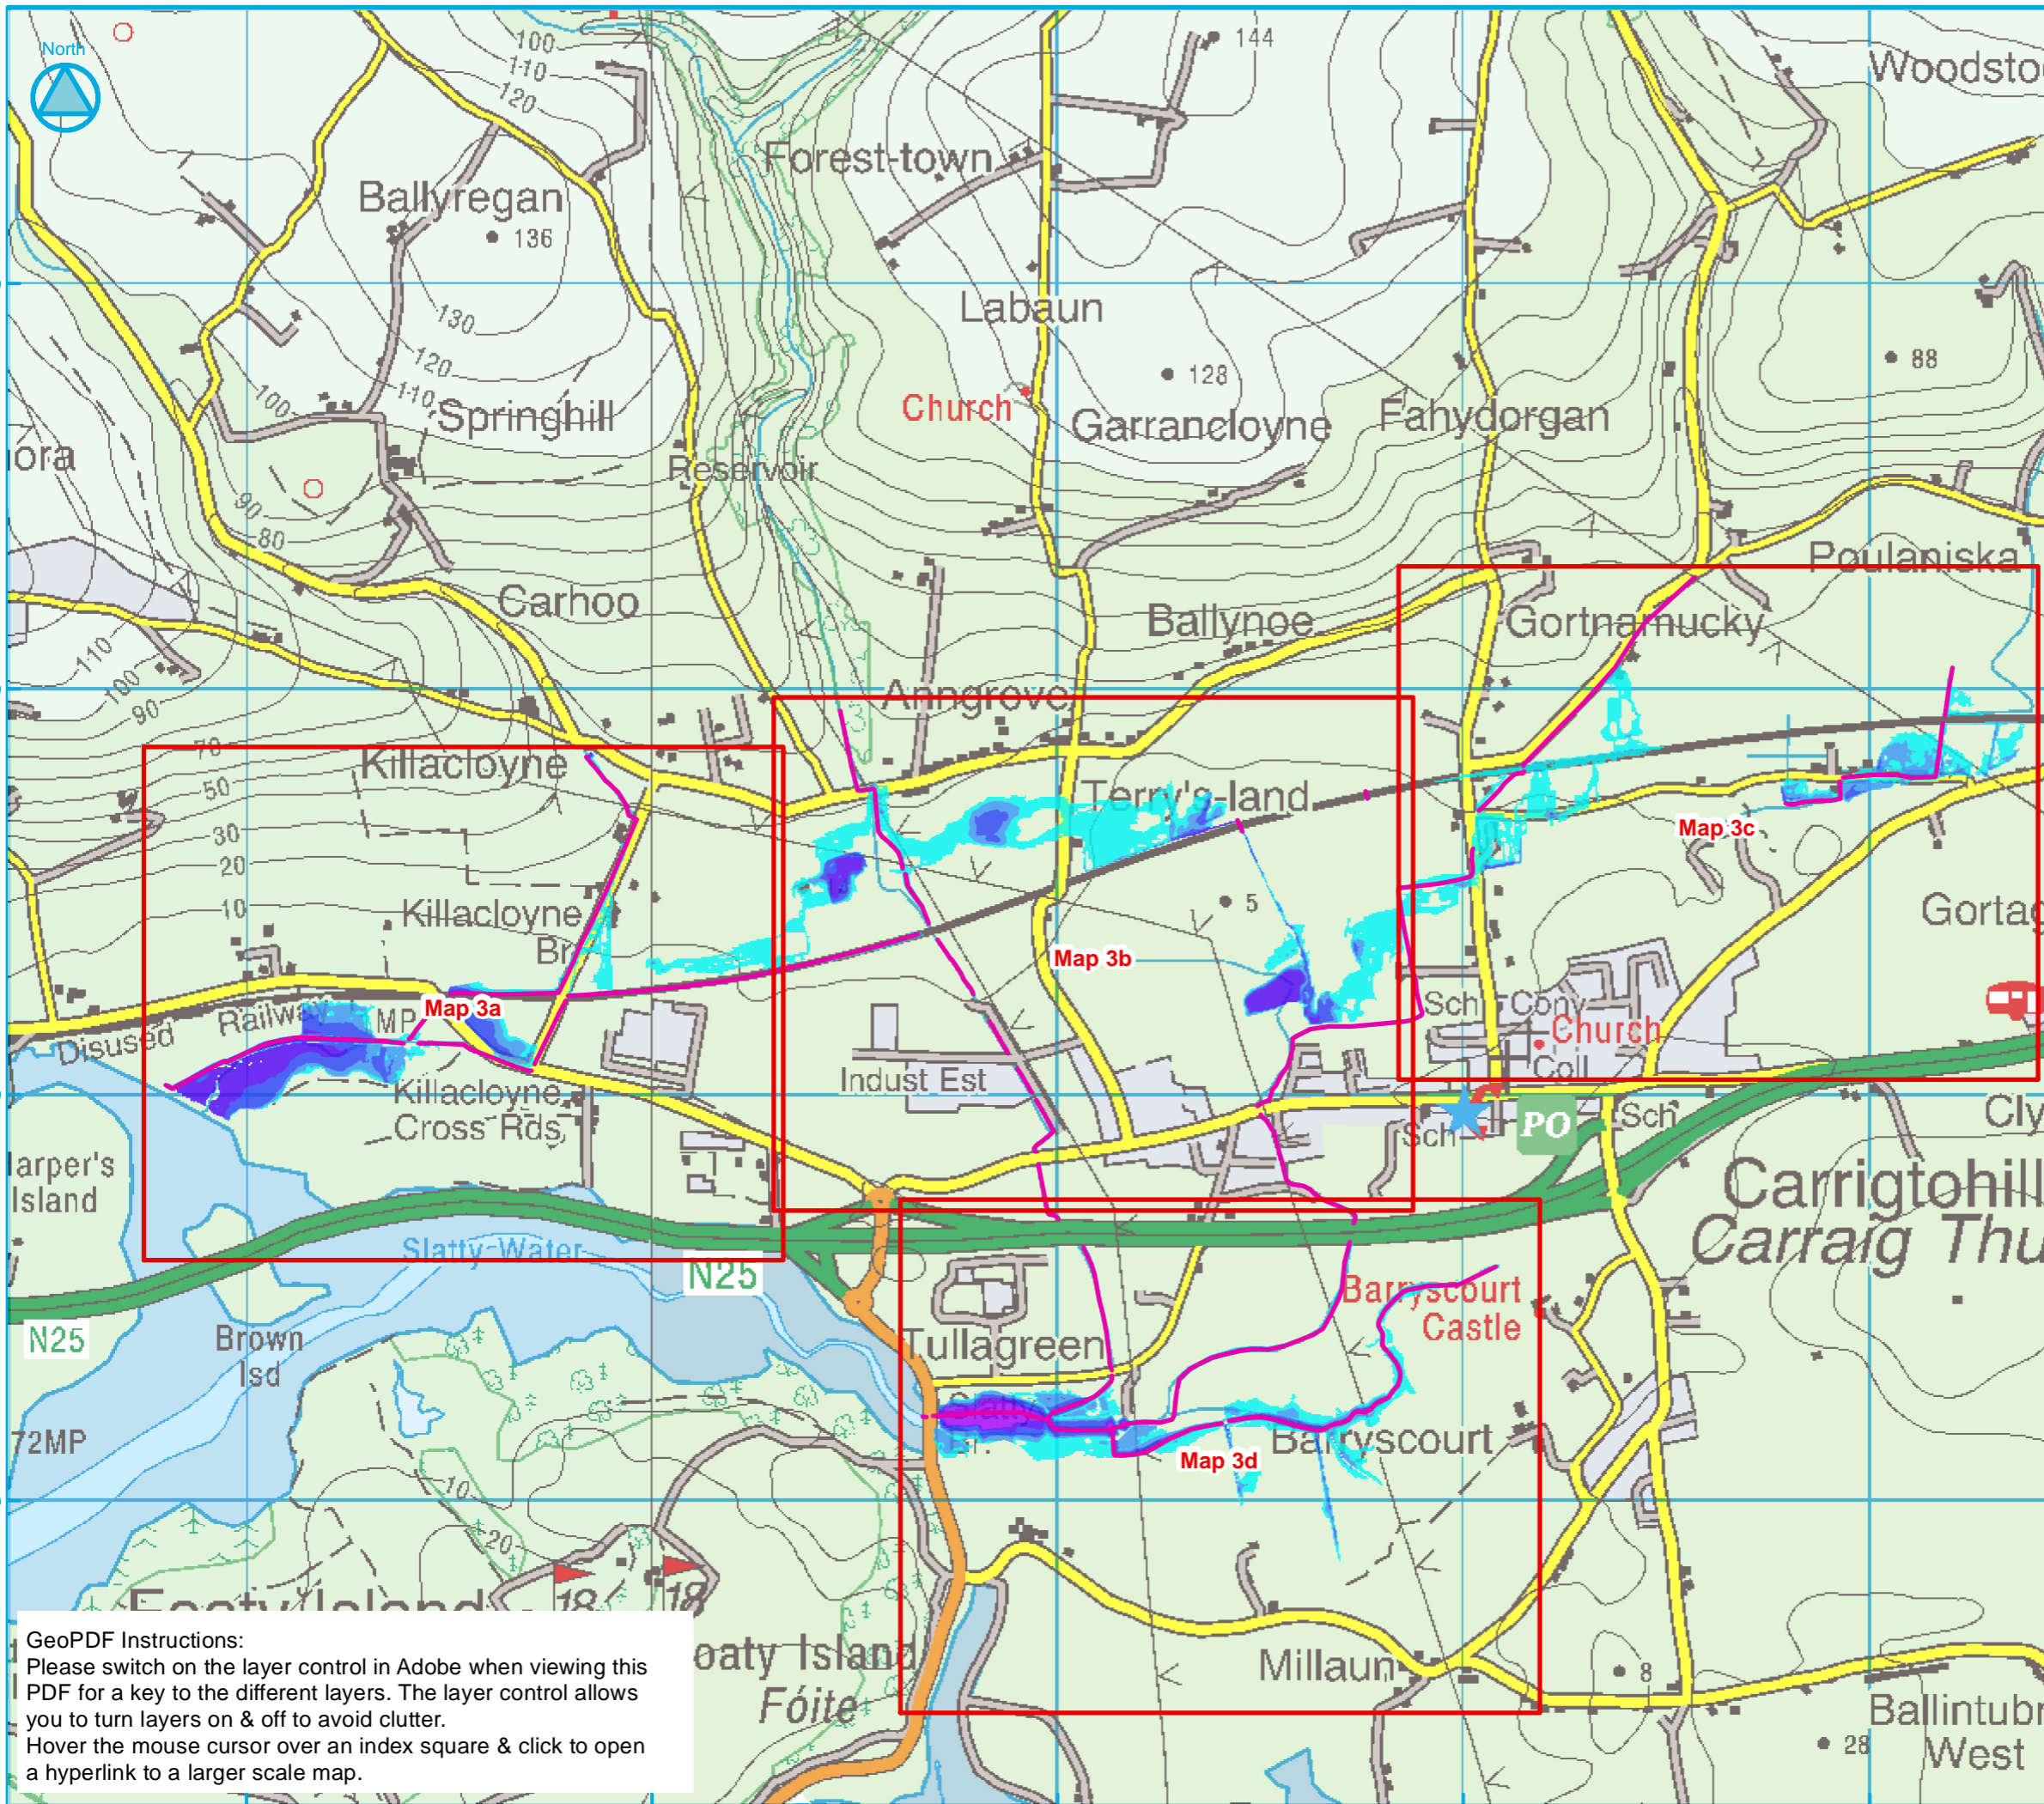 North
100
110
120
144
Woodsto
Forest-town
Ballyregan
136
Labaun
130
120
110
100
128
88
Church
Springhill
Garrancloyne
Fahydorgan
ora
Reservoir
90
80
Poulaniska
Carhoo
Ballynoe
Gortnamucky
110
100
90
Anngrove
70
Killacloyne
50
Terry's-land
30
20
Map 3c
10
Killacloyne
Br
5
Gortag
Map 3b
Map 3a
Railway
MP
Disused
Sch
Conv
Church
Coll
Indust Est
Killacloyne
Cross Rds
PO
Sch
Sch
Cly
arper's
Island
Carrigtohill
Carraig Thu
Slatty Water
N25
Barryscourt
Castle
N25
Brown
Isd
Tullagreen
Br.
72MP
Barryscourt
Map 3d
10
20
18
18
GeoPDF Instructions:
Please switch on the layer control in Adobe when viewing this
PDF for a key to the different layers. The layer control allows
you to turn layers on & off to avoid clutter.
Hover the mouse cursor over an index square & click to open
a hyperlink to a larger scale map.
oaty Island
Fóite
Millaun
8
Ballintubr
West
28